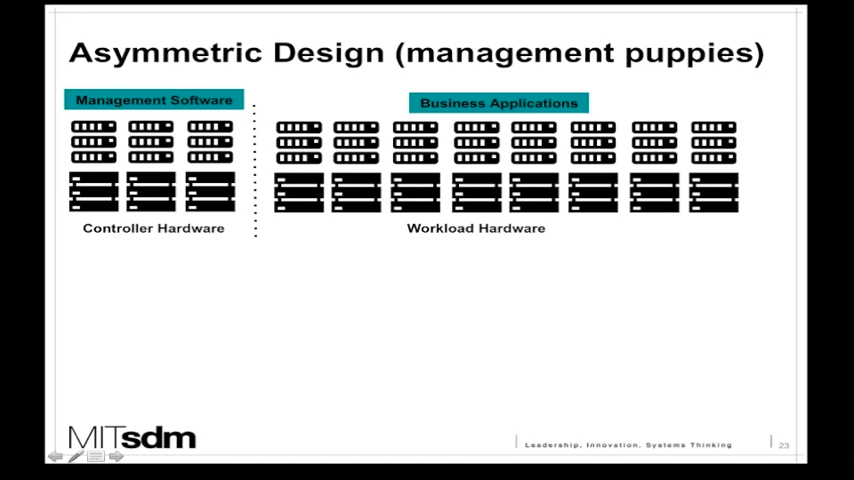 Asymmetric Design (management puppies)
Management Software
Business Applications
Controller Hardware
Workload Hardware
MITsdm
Leadership, Innovation, Systems Thinking
23